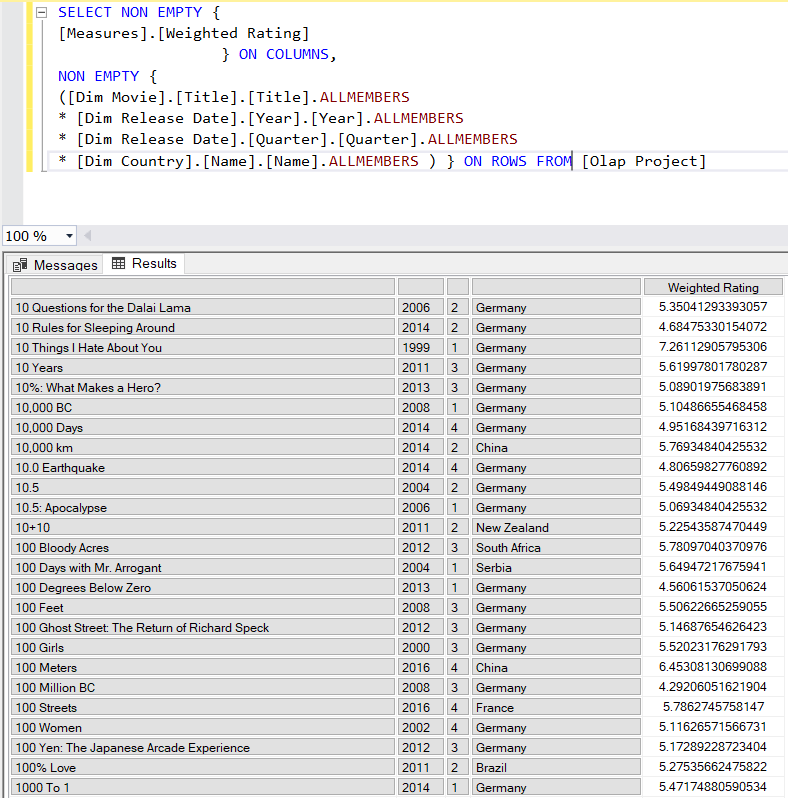 SELECT NON EMPTY {
[Measures].[Weighted Rating]
} ON COLUMNS,
NON EMPTY {
([Dim Movie].[Title].[Title].ALLMEMBERS
* [Dim Release Date].[Year].[Year].ALLMEMBERS
* [Dim Release Date].[Quarter].[Quarter].ALLMEMBERS
* [Dim Country].[Name].[Name].ALLMEMBERS ) } ON ROWS FROM [Olap Project]
100 %
Messages Results
Weighted Rating
10 Questions for the Dalai Lama 2006 2 Germany 5.35041293393057
10 Rules for Sleeping Around 2014 2 Germany 4.68475330154072
10 Things I Hate About You 1999 1 Germany 7.26112905795306
10 Years 2011 3 Germany 5.61997801780287
10%: What Makes a Hero? 2013 3 Germany 5.08901975683891
10,000 BC 2008 1 Germany 5.10486655468458
10,000 Days 2014 4 Germany 4.95168439716312
10,000 km 2014 2 China 5.76934840425532
10.0 Earthquake 2014 4 Germany 4.80659827760892
10.5 2004 2 Germany 5.49849449088146
10.5: Apocalypse 2006 1 Germany 5.06934840425532
10+10 2011 2 New Zealand 5.22543587470449
100 Bloody Acres 2012 3 South Africa 5.78097040370976
100 Days with Mr. Arrogant 2004 1 Serbia 5.64947217675941
100 Degrees Below Zero 2013 1 Germany 4.56061537050624
100 Feet 2008 3 Germany 5.50622665259055
100 Ghost Street: The Return of Richard Speck 2012 3 Germany 5.14687654626423
100 Girls 2000 3 Germany 5.52023176291793
100 Meters 2016 4 China 6.45308130699088
100 Million BC 2008 3 Germany 4.29206051621904
100 Streets 2016 4 France 5.7862745758147
100 Women 2002 4 Germany 5.11626571566731
100 Yen: The Japanese Arcade Experience 2012 3 Germany 5.17289228723404
100% Love 2011 2 Brazil 5.27535662475822
1000 To 1 2014 1 Germany 5.47174880590534